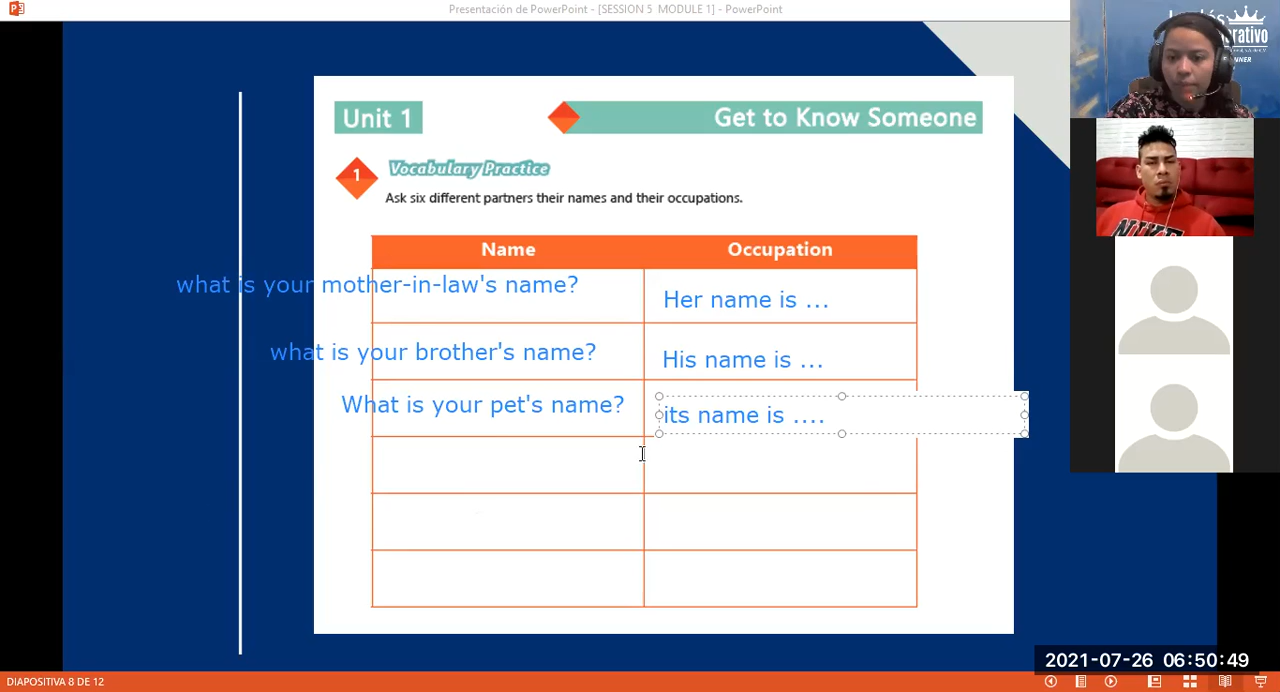 Presentación de PowerPoint - [SESSION 5 MODULE 1] - PowerPoint
Unit 1
Get to Know Someone
1
Vocabulary Practice
Ask six different partners their names and their occupations.
Name
Occupation
what is your mother-in-law's name?
Her name is ...
what is your brother's name?
His name is ...
What is your pet's name?
its name is ....
NIKE
2021-07-26 06:50:49
DIAPOSITIVA 8 DE 12